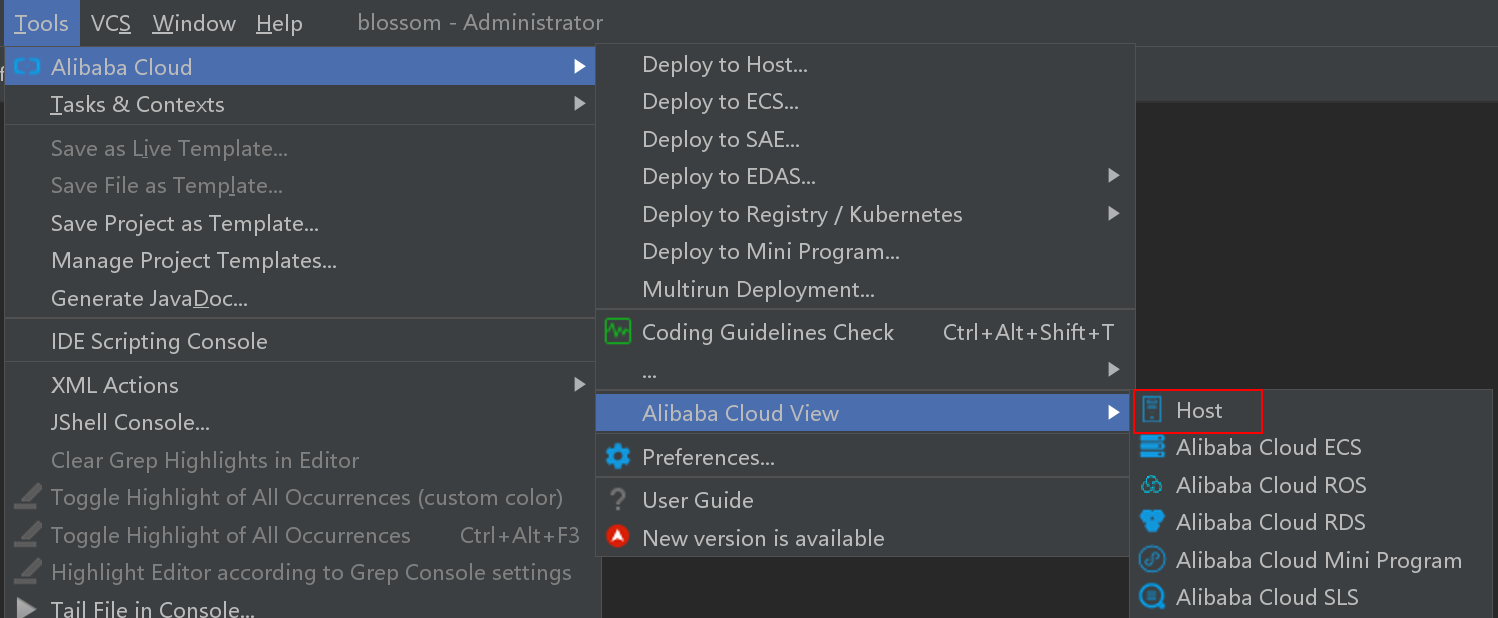 Tools VCS Window Help blossom - Administrator
Alibaba Cloud
Tasks & Contexts
Save as Live Template...
Save File as Template...
Save Project as Template...
Manage Project Templates...
Generate JavaDoc...
IDE Scripting Console
XML Actions
JShell Console...
Clear Grep Highlights in Editor
Toggle Highlight of All Occurrences (custom color)
Toggle Highlight of All Occurrences Ctrl+Alt+F3
Highlight Editor according to Grep Console settings
Tail File in Console...
Deploy to Host...
Deploy to ECS...
Deploy to SAE...
Deploy to EDAS...
Deploy to Registry / Kubernetes
Deploy to Mini Program...
Multirun Deployment...
Coding Guidelines Check Ctrl+Alt+Shift+T
...
Alibaba Cloud View
Preferences...
User Guide
New version is available
Host
Alibaba Cloud ECS
Alibaba Cloud ROS
Alibaba Cloud RDS
Alibaba Cloud Mini Program
Alibaba Cloud SLS